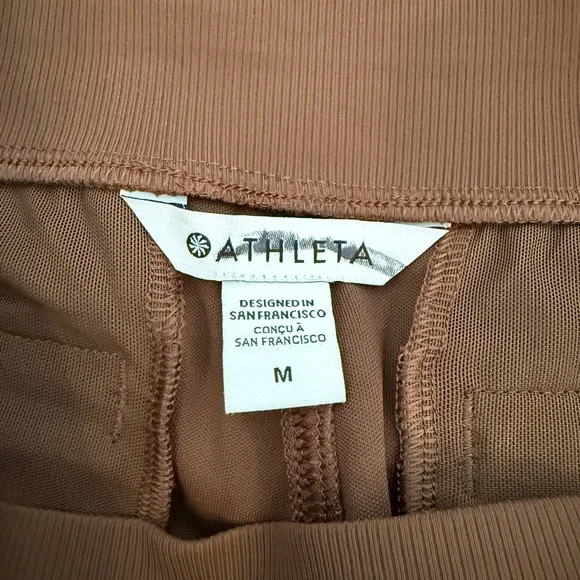 ATHLETA
DESIGNED IN
SAN FRANCISCO
CONÇU À
SAN FRANCISCO
M